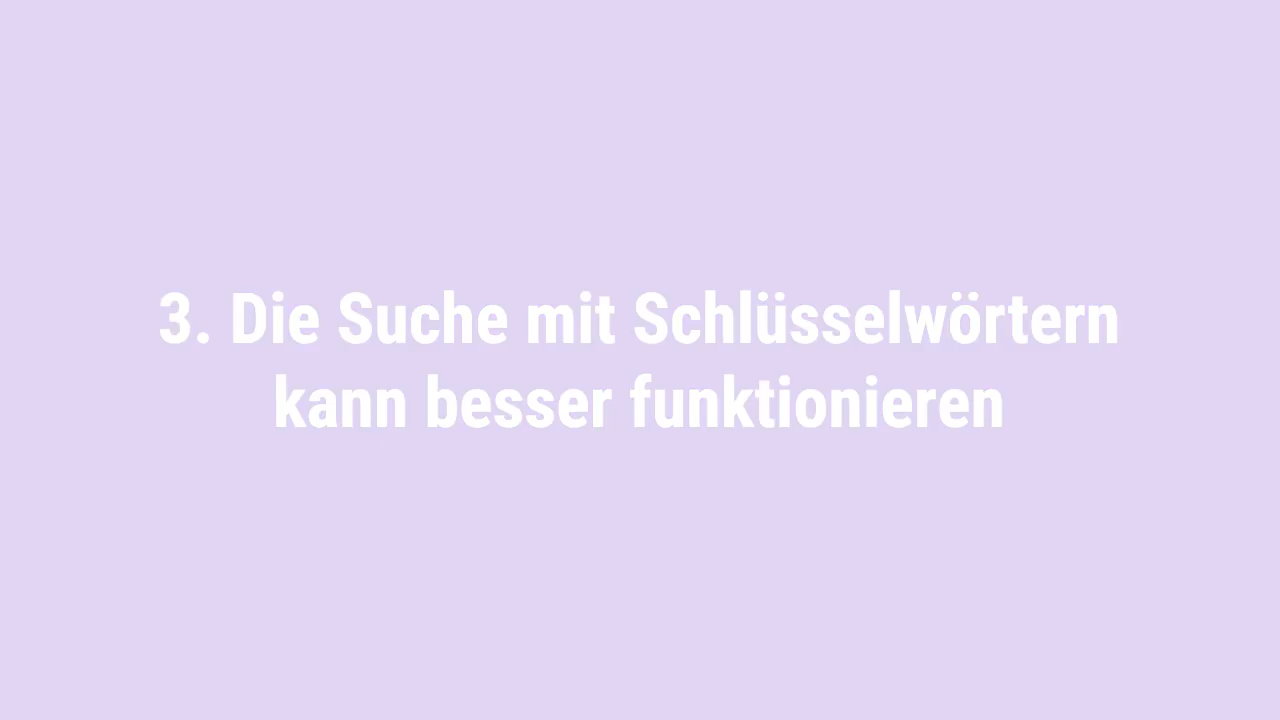 3. Die Suche mit Schlüsselwörtern
kann besser funktionieren